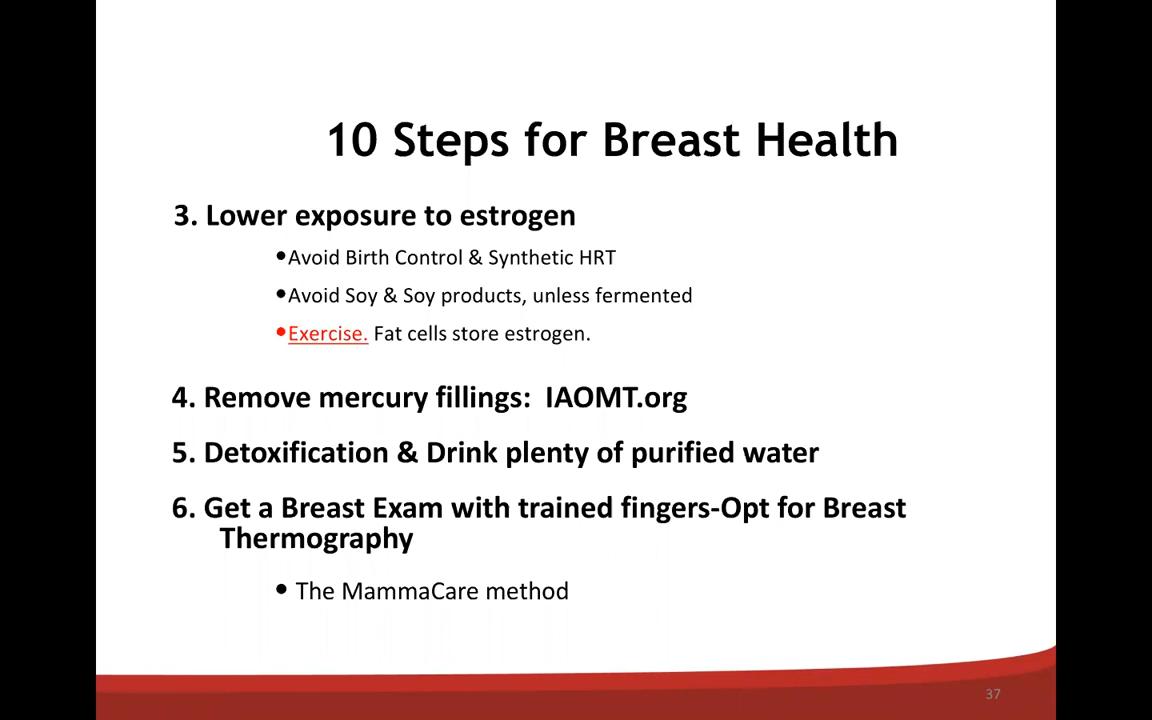 10 Steps for Breast Health
3. Lower exposure to estrogen
•Avoid Birth Control & Synthetic HRT
•Avoid Soy & Soy products, unless fermented
•Exercise. Fat cells store estrogen.
4. Remove mercury fillings:  IAOMT.org
5. Detoxification & Drink plenty of purified water
6. Get a Breast Exam with trained fingers-Opt for Breast
Thermography
• The MammaCare method
37